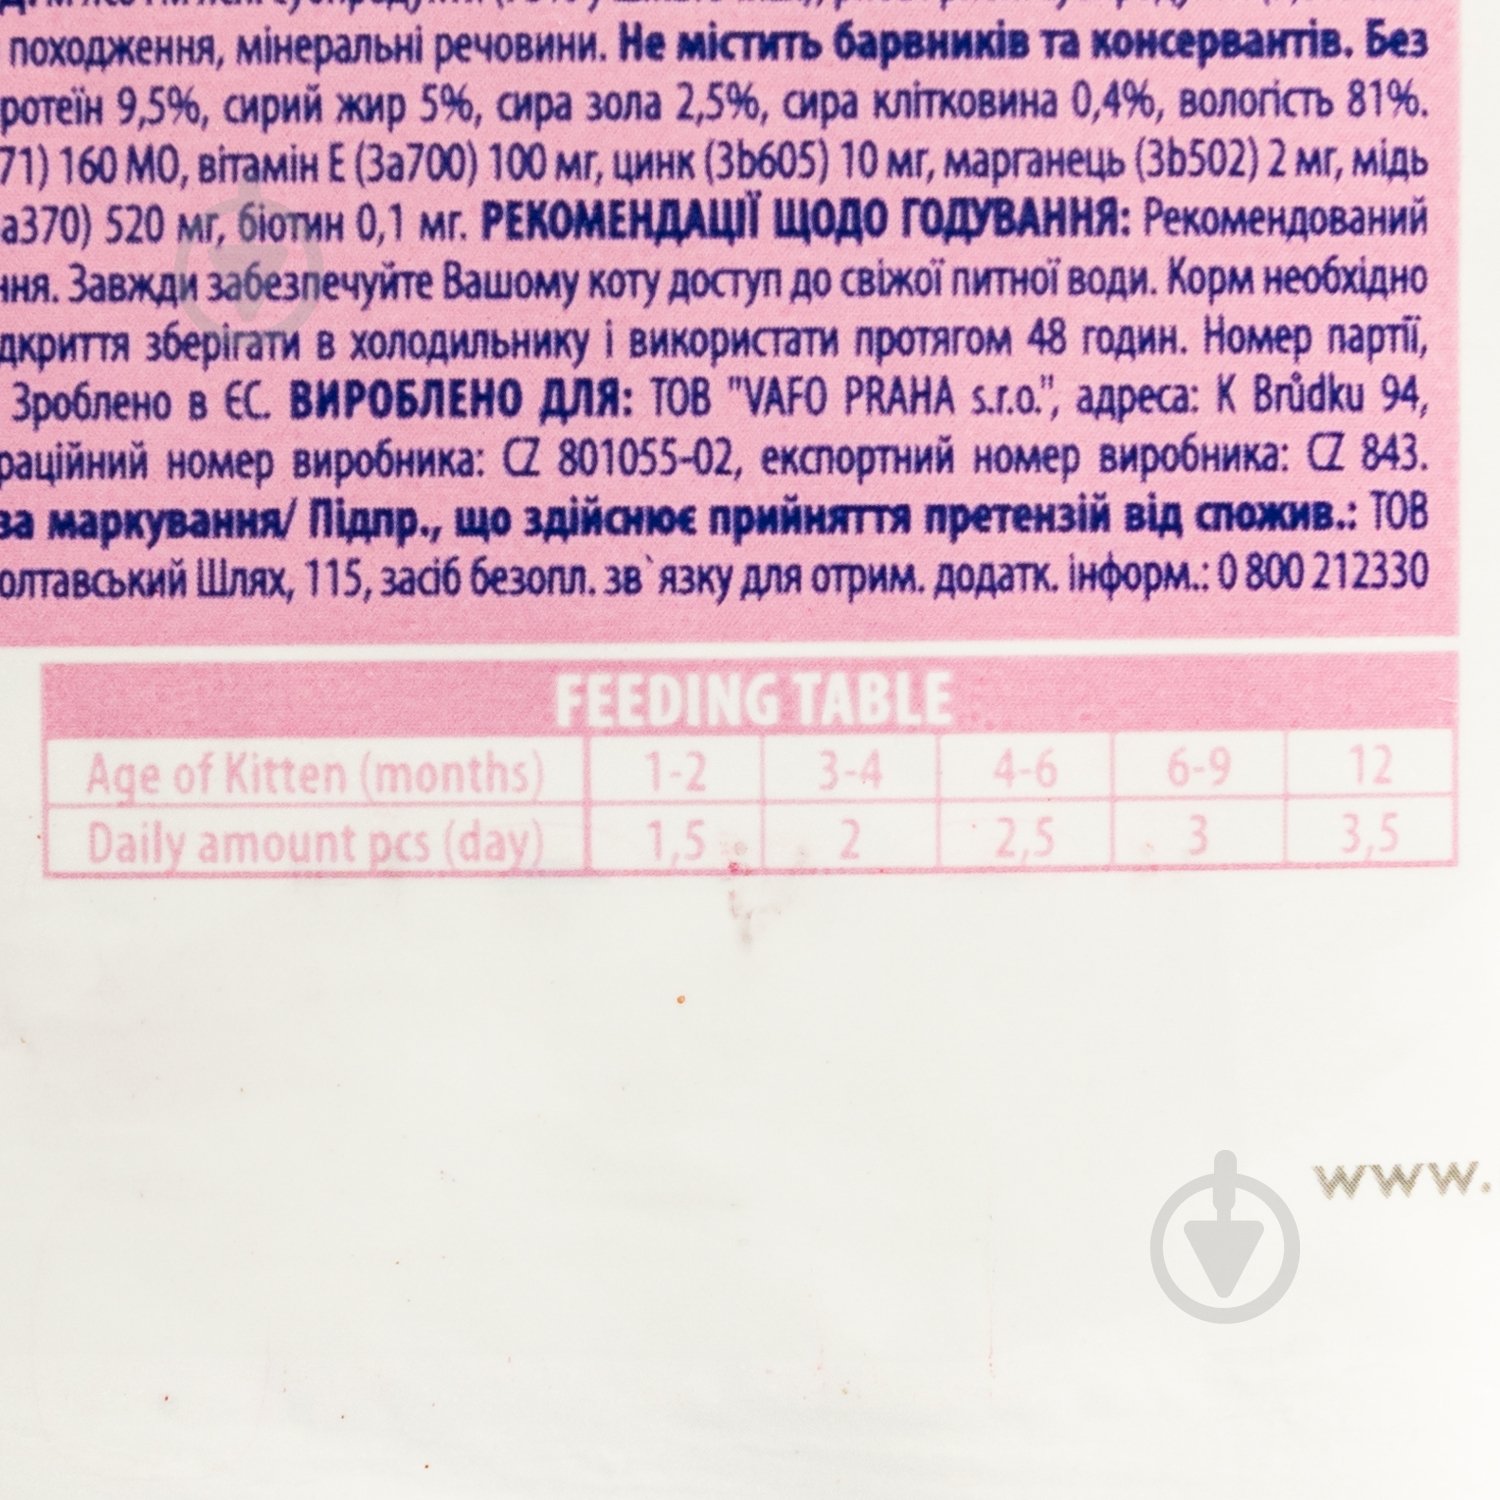 походження, мінеральні речовини. Не містить барвників та консервантів. Без
ротеїн 9,5%, сирий жир 5%, сира зола 2,5%, сира клітковина 0,4%, вологість 81%.
71) 160 МО, вітамін Е (3а700) 100 мг, цинк (3b605) 10 мг, марганець (3b502) 2 мг, мідь
а370) 520 мг, біотин 0,1 мг. РЕКОМЕНДАЦІЇ ЩОДО ГОДУВАННЯ: Рекомендований
ння. Завжди забезпечуйте Вашому коту доступ до свіжої питної води. Корм необхідно
дкриття зберігати в холодильнику і використати протягом 48 годин. Номер партії,
Зроблено в ЄС. ВИРОБЛЕНО ДЛЯ: ТОВ "VAFO PRAHA s.r.o.", адреса: K Brůdku 94,
раційний номер виробника: CZ 801055-02, експортний номер виробника: CZ 843.
за маркування/ Підпр., що здійснює прийняття претензій від спожив.: ТОВ
олтавський Шлях, 115, засіб безопл. зв`язку для отрим. додатк. інформ.: 0 800 212330
FEEDING TABLE
Age of Kitten (months) 1-2 3-4 4-6 6-9 12
Daily amount pcs (day) 1,5 2 2,5 3 3,5
www.